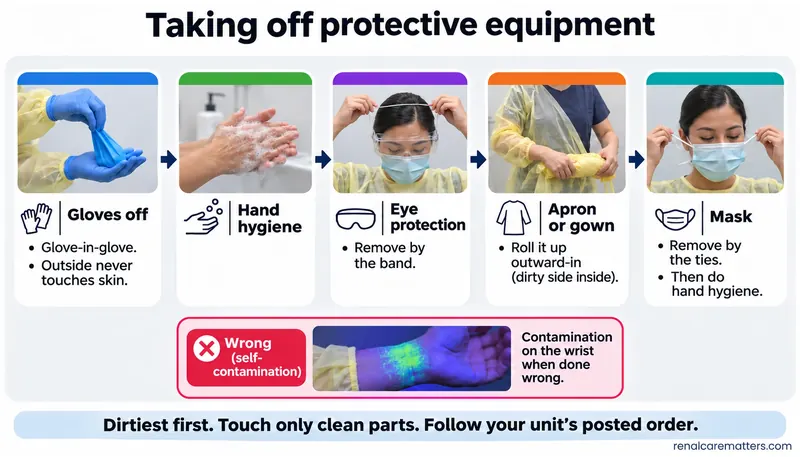 Taking off protective equipment
Gloves off
• Glove-in-glove.
• Outside never
touches skin.
Hand
hygiene
Eye
protection
• Remove by
the band.
Apron
or gown
• Roll it up
outward-in
(dirty side inside).
Mask
• Remove by
the ties.
• Then do
hand hygiene.
Wrong
(self-
contamination)
Contamination
on the wrist
when done
wrong.
Dirtiest first. Touch only clean parts. Follow your unit's posted order.
renalcarematters.com